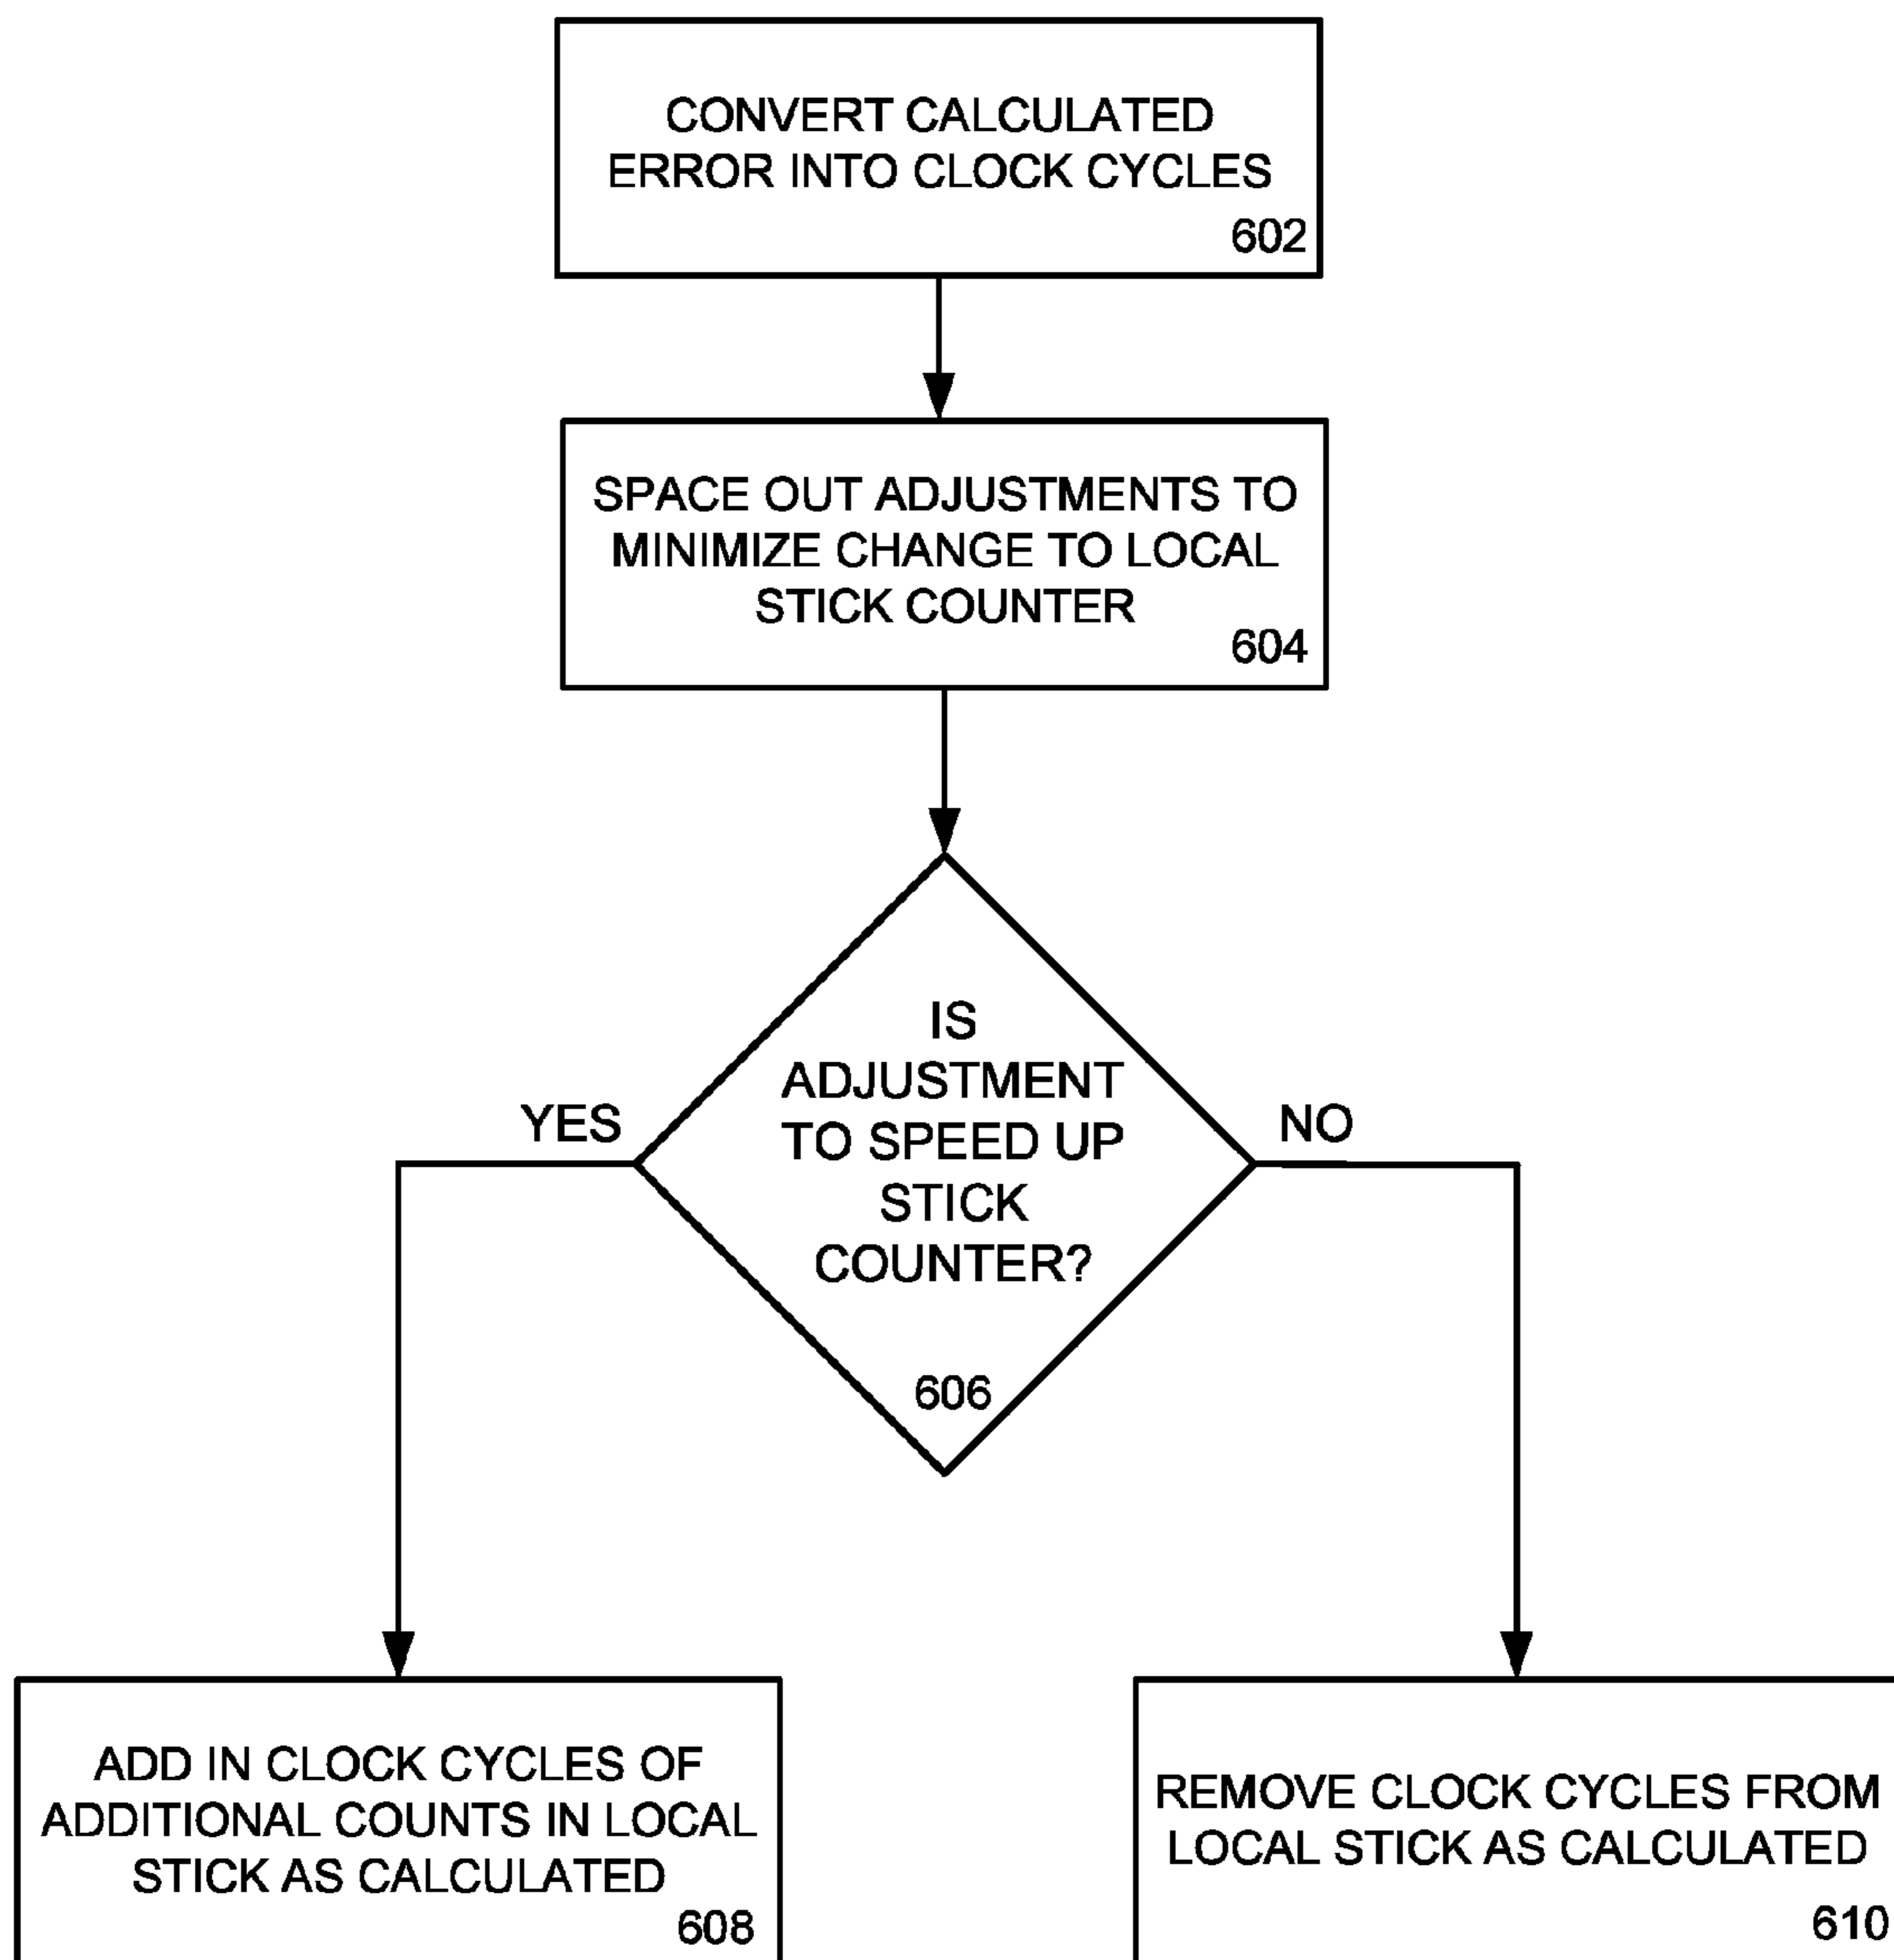 CONVERT CALCULATED
ERROR INTO CLOCK CYCLES
602
SPACE OUT ADJUSTMENTS TO
MINIMIZE CHANGE TO LOCAL
STICK COUNTER
604
IS
ADJUSTMENT
TO SPEED UP
STICK
COUNTER?
606
YES
NO
ADD IN CLOCK CYCLES OF
ADDITIONAL COUNTS IN LOCAL
STICK AS CALCULATED
608
REMOVE CLOCK CYCLES FROM
LOCAL STICK AS CALCULATED
610